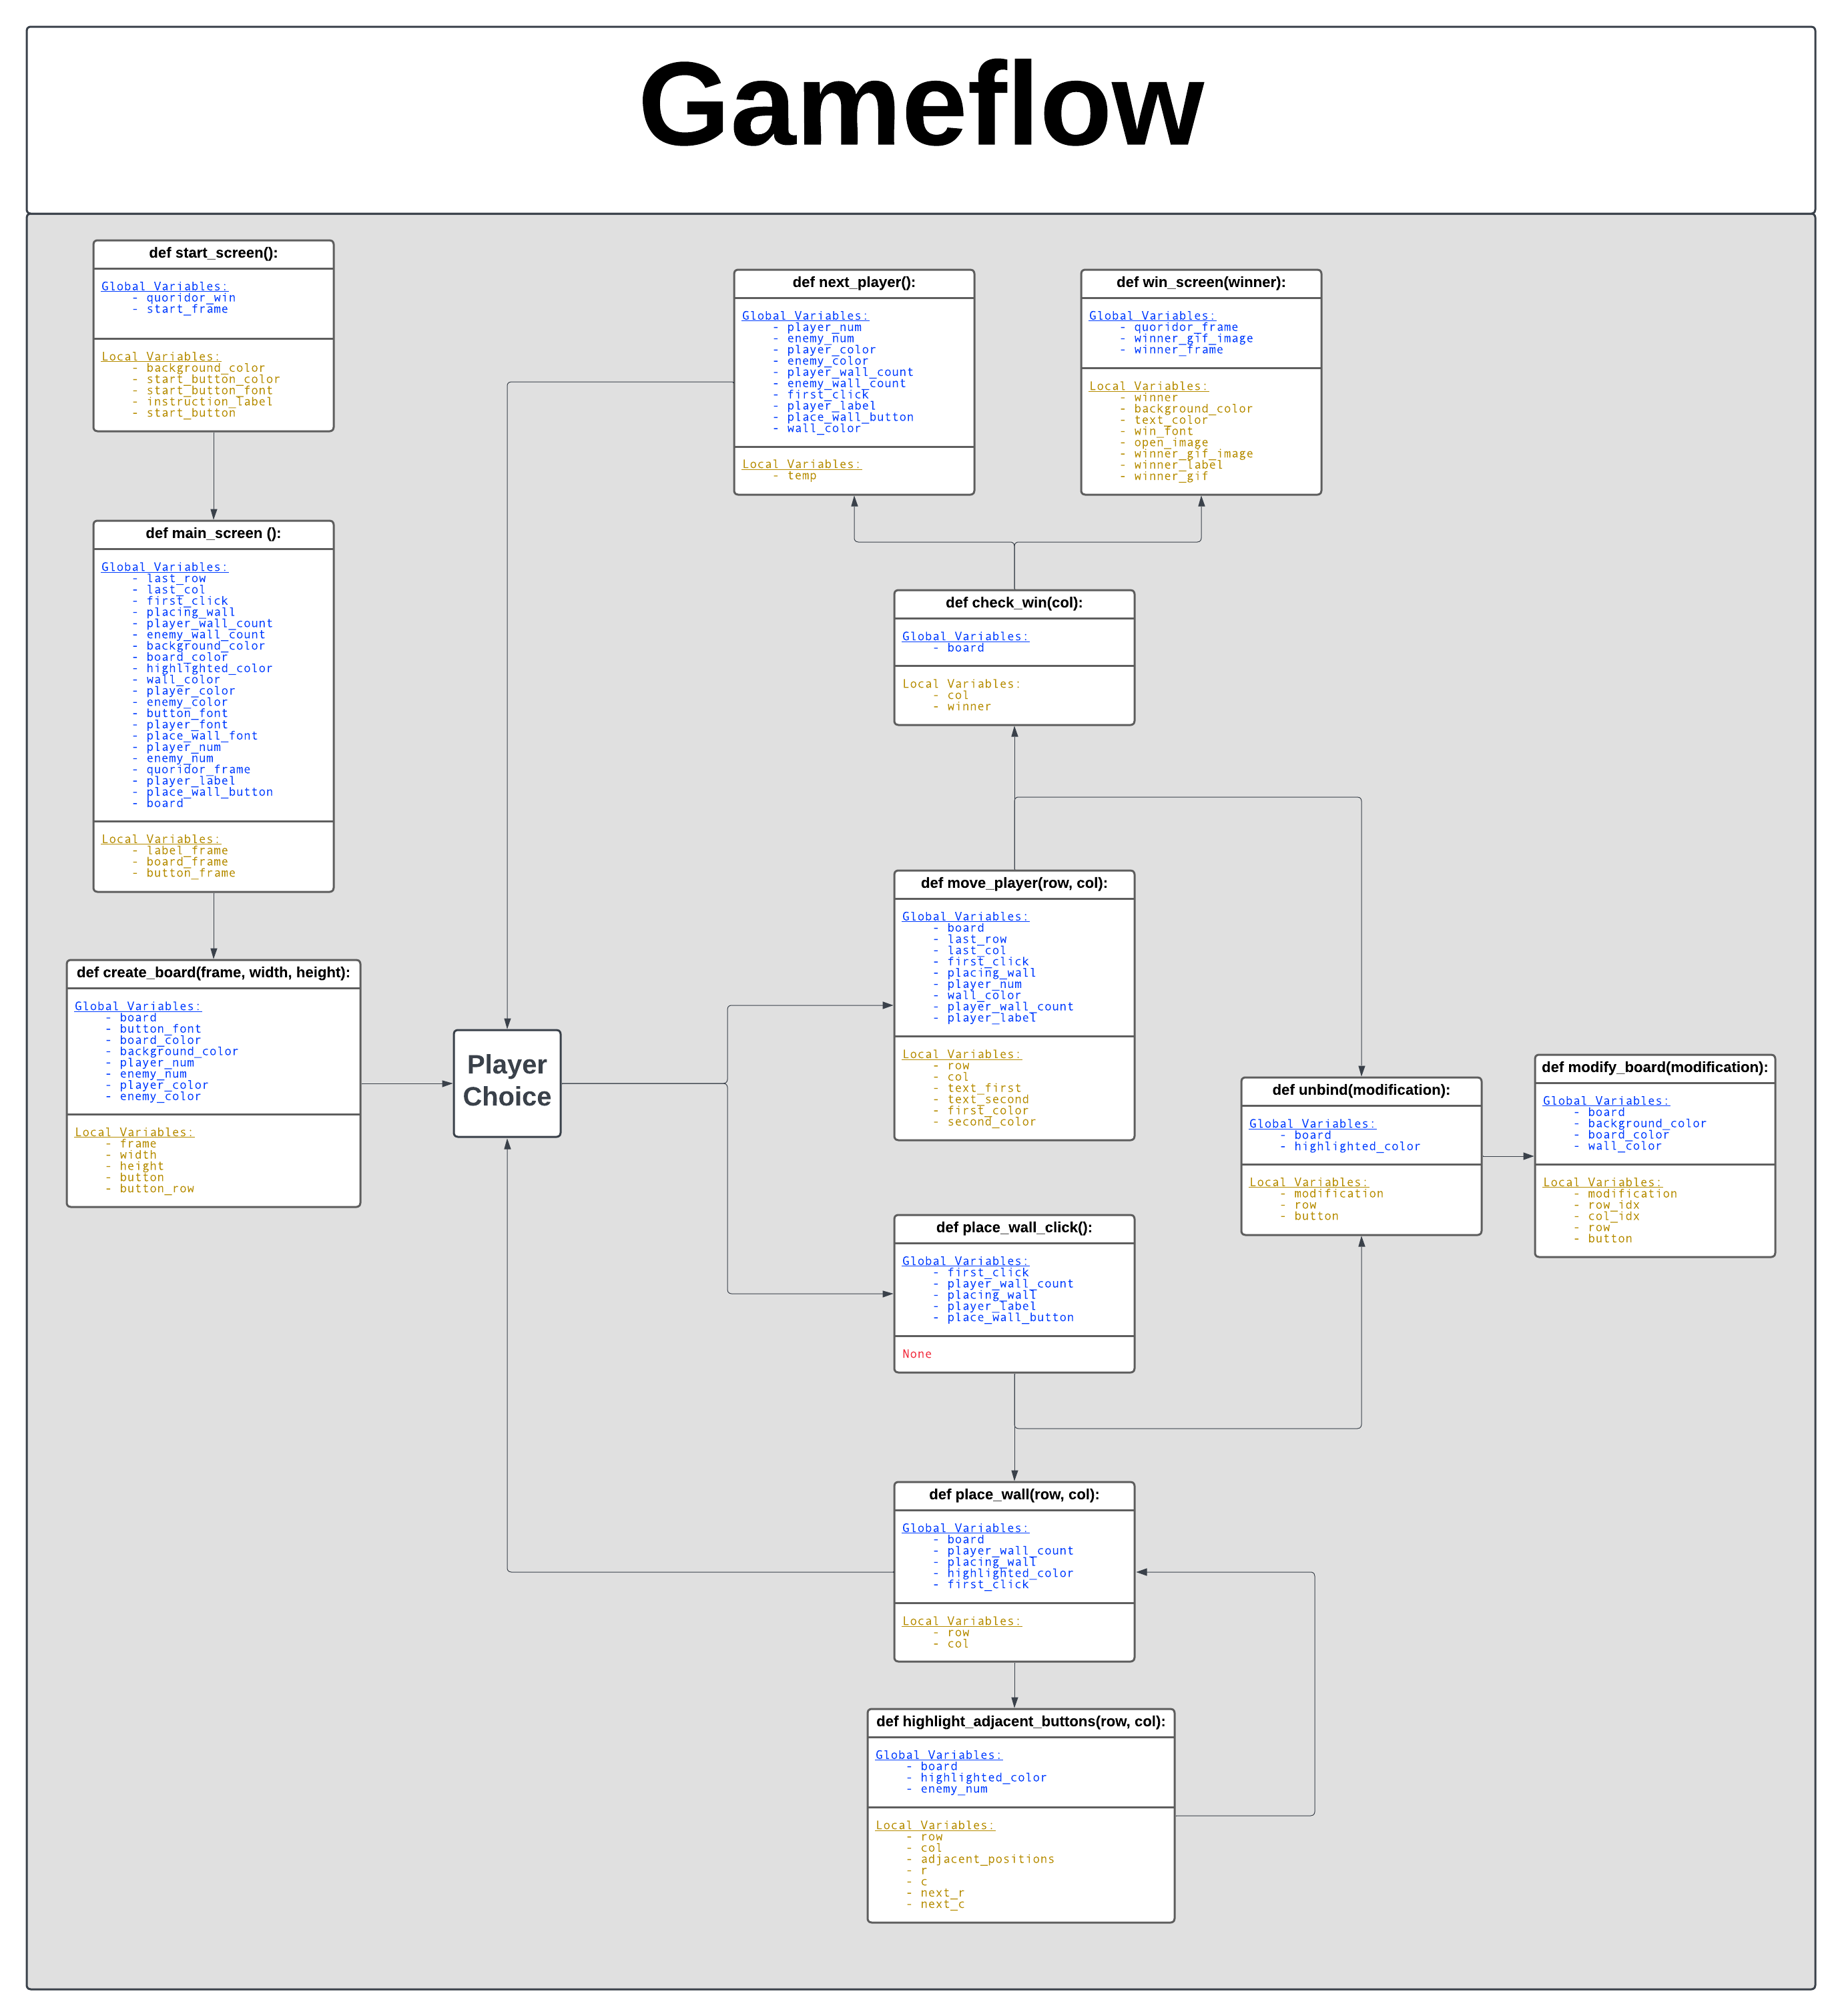 Gameflow
def start_screen():
Global Variables:
- quoridor_win
- start_frame
Local Variables:
- background_color
- start_button_color
- start_button_font
- instruction_label
- start_button
def main_screen ():
Global Variables:
- last_row
- last_col
- first_click
- placing_wall
- player_wall_count
- enemy_wall_count
- background_color
- board_color
- highlighted_color
- wall_color
- player_color
- enemy_color
- button_font
- player_font
- place_wall_font
- player_num
- enemy_num
- quoridor_frame
- player_label
- place_wall_button
- board
Local Variables:
- label_frame
- board_frame
- button_frame
def create_board(frame, width, height):
Global Variables:
- board
- button_font
- board_color
- background_color
- player_num
- enemy_num
- player_color
- enemy_color
Local Variables:
- frame
- width
- height
- button
- button_row
Player
Choice
def next_player():
Global Variables:
- player_num
- enemy_num
- player_color
- enemy_color
- player_wall_count
- enemy_wall_count
- first_click
- player_label
- place_wall_button
- wall_color
Local Variables:
- temp
def win_screen(winner):
Global Variables:
- quoridor_frame
- winner_gif_image
- winner_frame
Local Variables:
- winner
- background_color
- text_color
- win_font
- open_image
- winner_gif_image
- winner_label
- winner_gif
def check_win(col):
Global Variables:
- board
Local Variables:
- col
- winner
def move_player(row, col):
Global Variables:
- board
- last_row
- last_col
- first_click
- placing_wall
- player_num
- wall_color
- player_wall_count
- player_label
Local Variables:
- row
- col
- text_first
- text_second
- first_color
- second_color
def unbind(modification):
Global Variables:
- board
- highlighted_color
Local Variables:
- modification
- row
- button
def modify_board(modification):
Global Variables:
- board
- background_color
- board_color
- wall_color
Local Variables:
- modification
- row_idx
- col_idx
- row
- button
def place_wall_click():
Global Variables:
- first_click
- player_wall_count
- placing_wall
- player_label
- place_wall_button
None
def place_wall(row, col):
Global Variables:
- board
- player_wall_count
- placing_wall
- highlighted_color
- first_click
Local Variables:
- row
- col
def highlight_adjacent_buttons(row, col):
Global Variables:
- board
- highlighted_color
- enemy_num
Local Variables:
- row
- col
- adjacent_positions
- r
- c
- next_r
- next_c